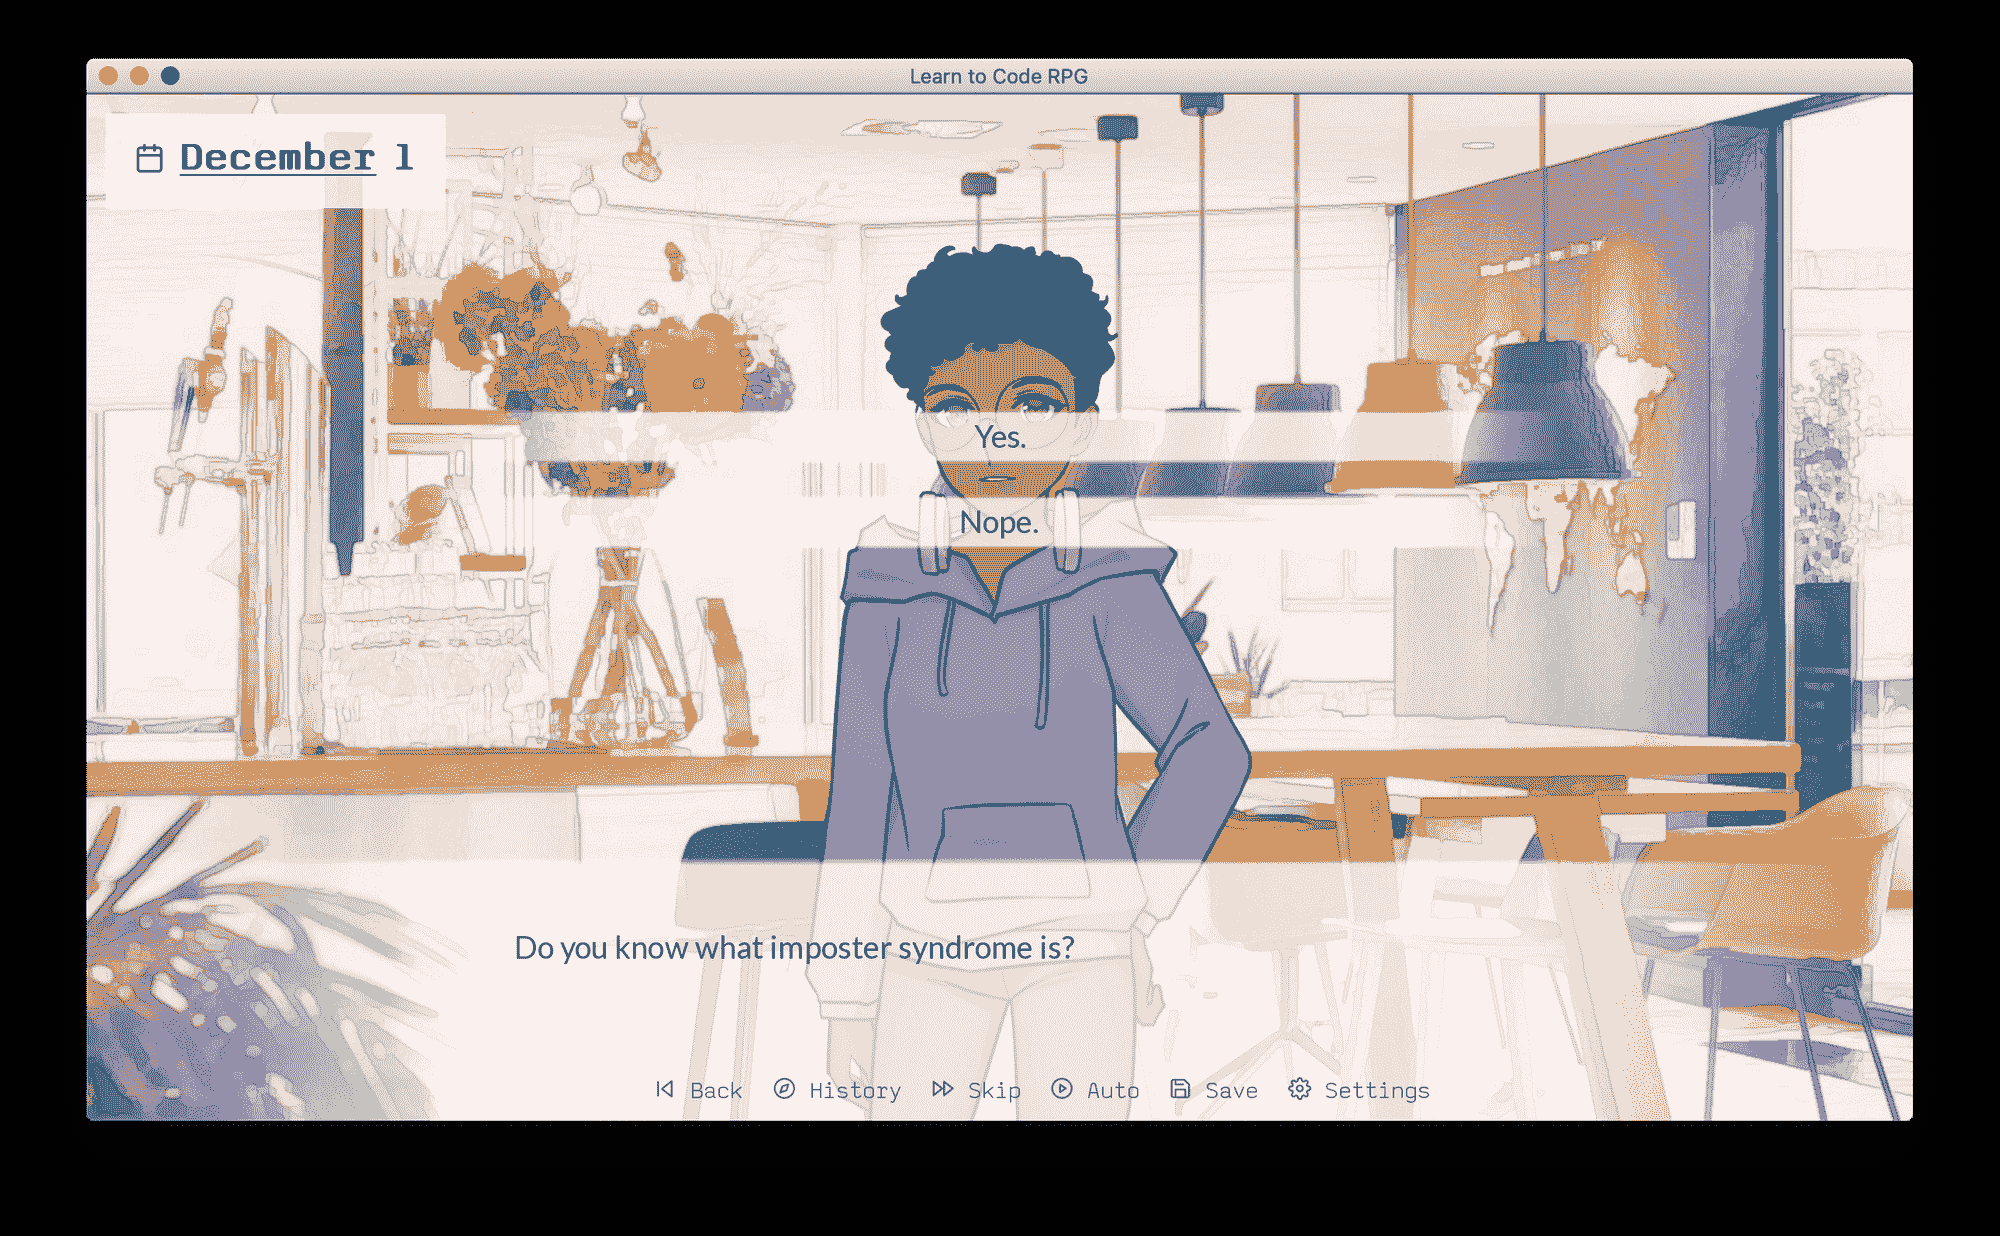 Learn to Code RPG
December 1
Yes.
Nope.
Do you know what imposter syndrome is?
Back History Skip Auto Save Settings